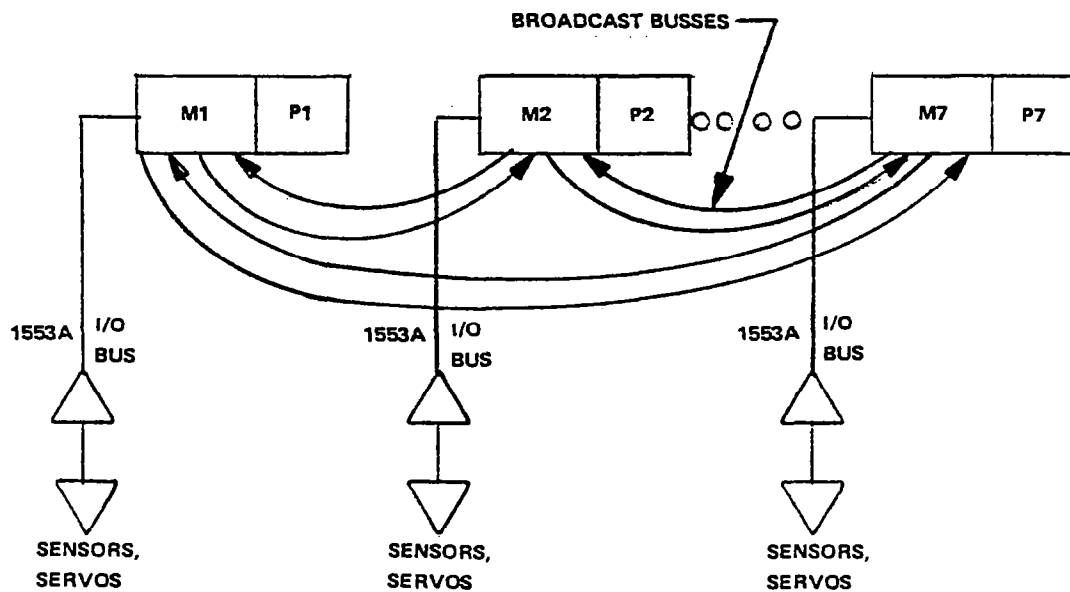 BROADCAST BUSSES
M1 P1 M2 P2 M7 P7
1553A I/O BUS
1553A I/O BUS
1553A I/O BUS
SENSORS,
SERVOS
SENSORS,
SERVOS
SENSORS,
SERVOS